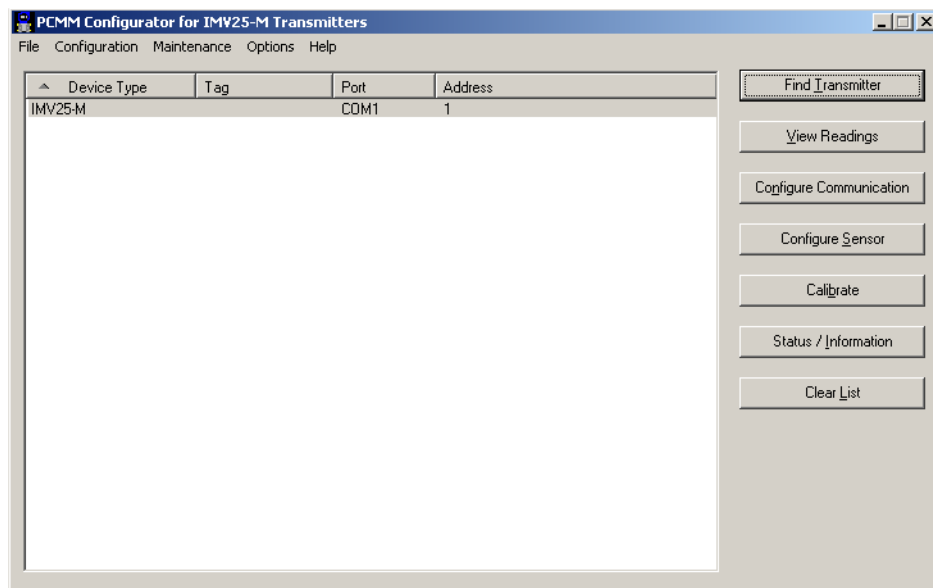 PCMM Configurator for IMV25-M Transmitters
File Configuration Maintenance Options Help
Device Type Tag Port Address
IMV25-M COM1 1
Find Transmitter
View Readings
Configure Communication
Configure Sensor
Calibrate
Status / Information
Clear List